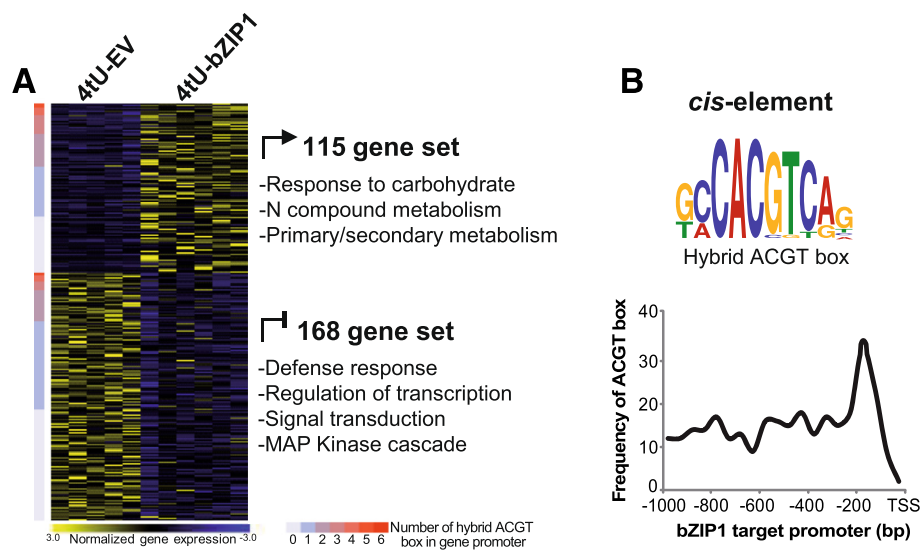 A
4tU-EV
4tU-bZIP1
115 gene set
-Response to carbohydrate
-N compound metabolism
-Primary/secondary metabolism
168 gene set
-Defense response
-Regulation of transcription
-Signal transduction
-MAP Kinase cascade
3.0 Normalized gene expression -3.0
0 1 2 3 4 5 6
Number of hybrid ACGT
box in gene promoter
B
cis-element
GCCACGTCAG
Hybrid ACGT box
Frequency of ACGT box
40
30
20
10
0
-1000 -800 -600 -400 -200 TSS
bZIP1 target promoter (bp)